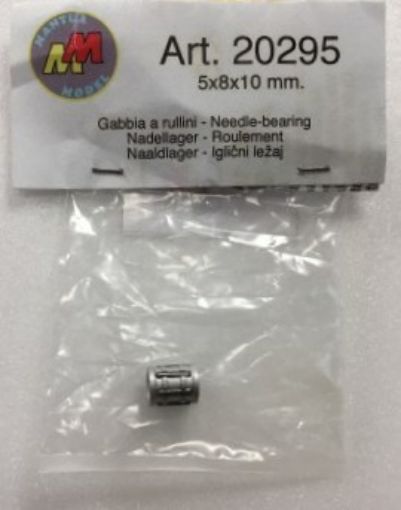 MANTUA
MM
MODEL
Art. 20295
5x8x10 mm.
Gabbia a rullini - Needle-bearing
Nadellager - Roulement
Naaldlager - Iglični ležaj